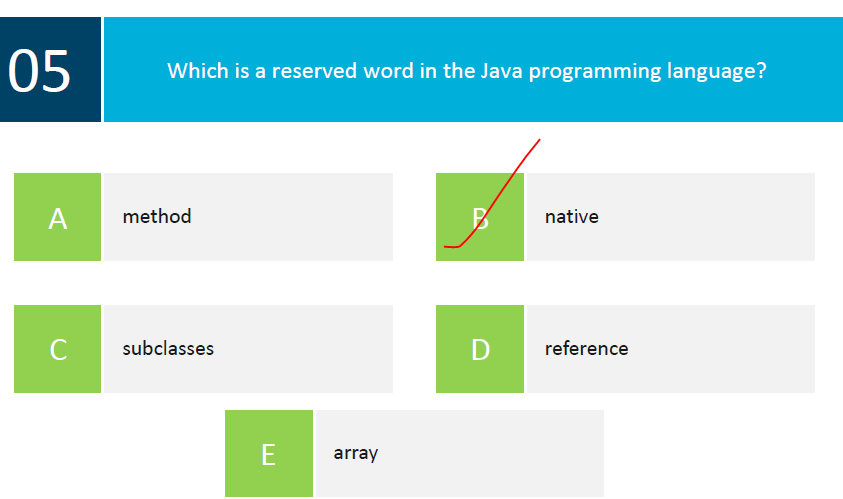 05
Which is a reserved word in the Java programming language?
A
method
B
native
C
subclasses
D
reference
E
array